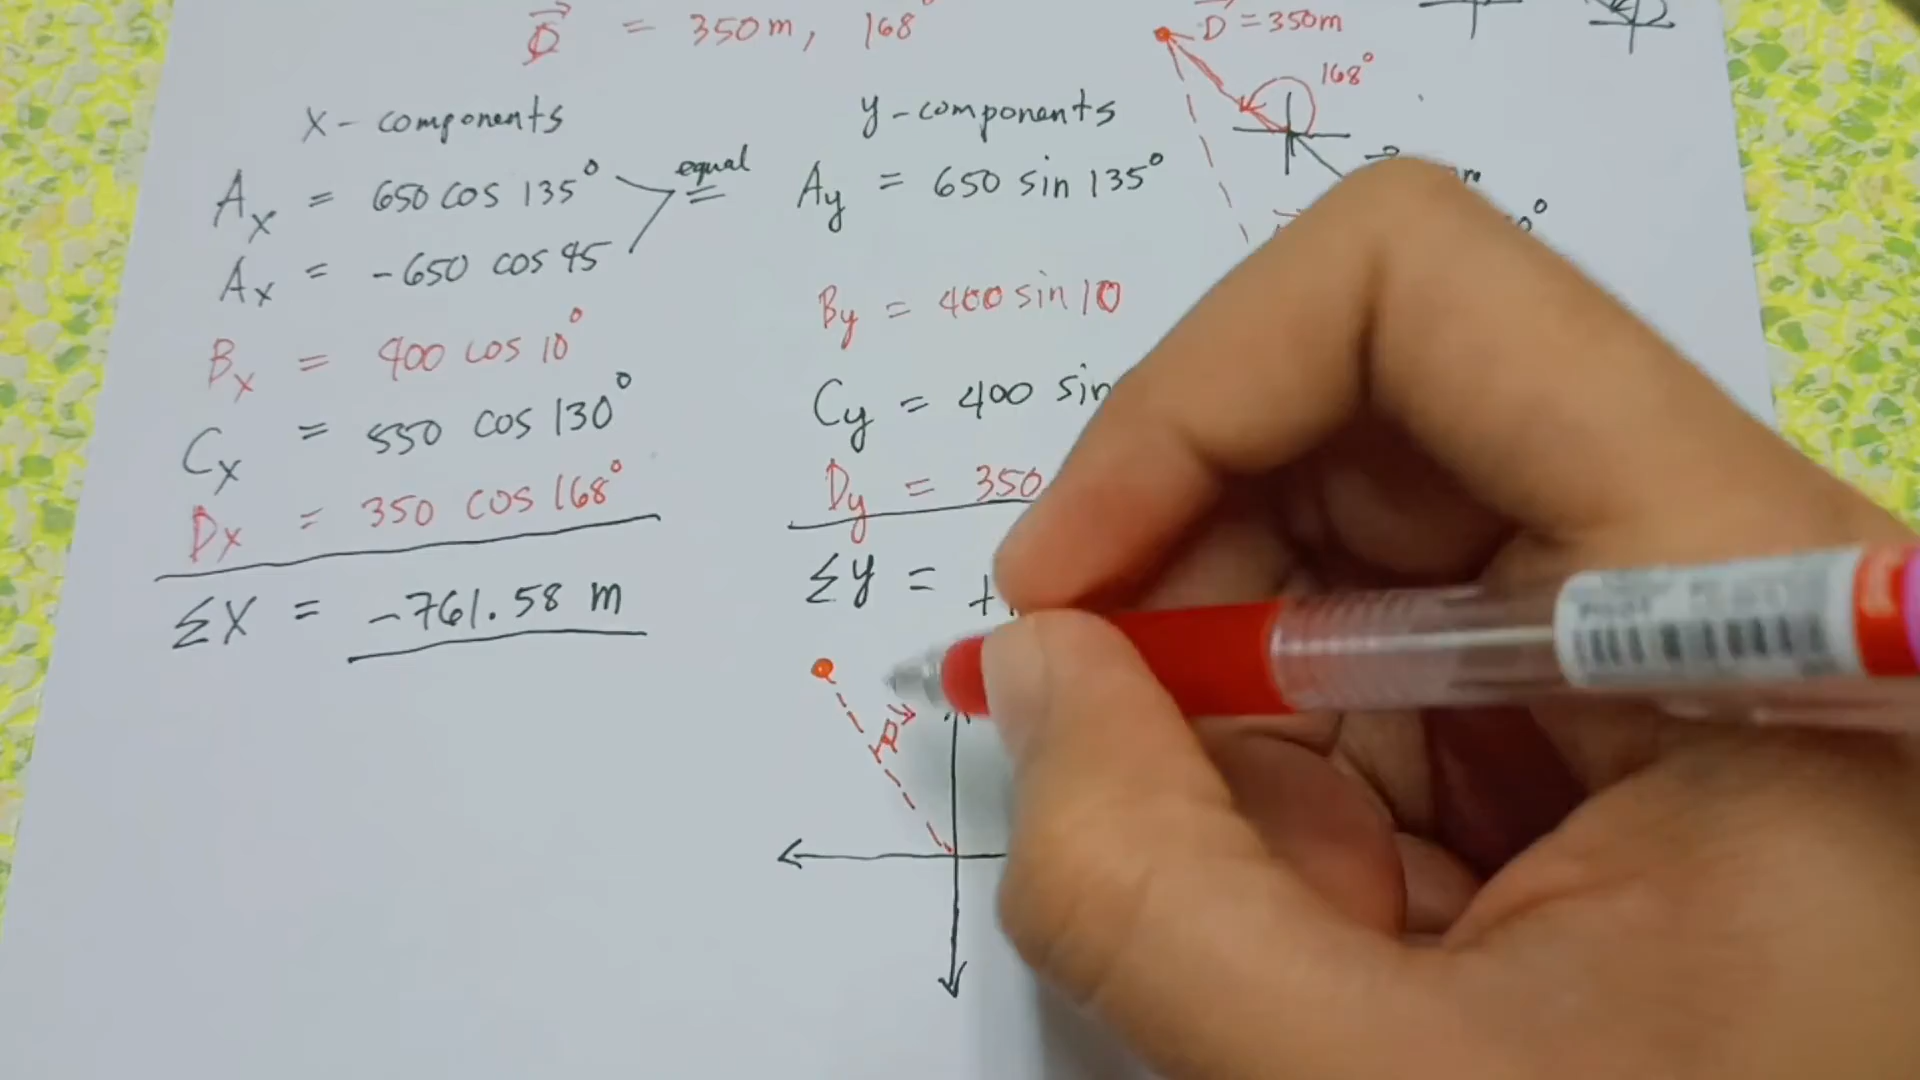 D = 350m, 168°
D = 350m
168°
x - components
Ax = 650 cos 135°
equal
Ax = -650 cos 45
Bx = 400 cos 10°
Cx = 550 cos 130°
Dx = 350 cos 168°
ΣX = -761.58 m
y - components
Ay = 650 sin 135°
By = 400 sin 10
Cy = 400 sin
Dy = 350
Σy = +
R